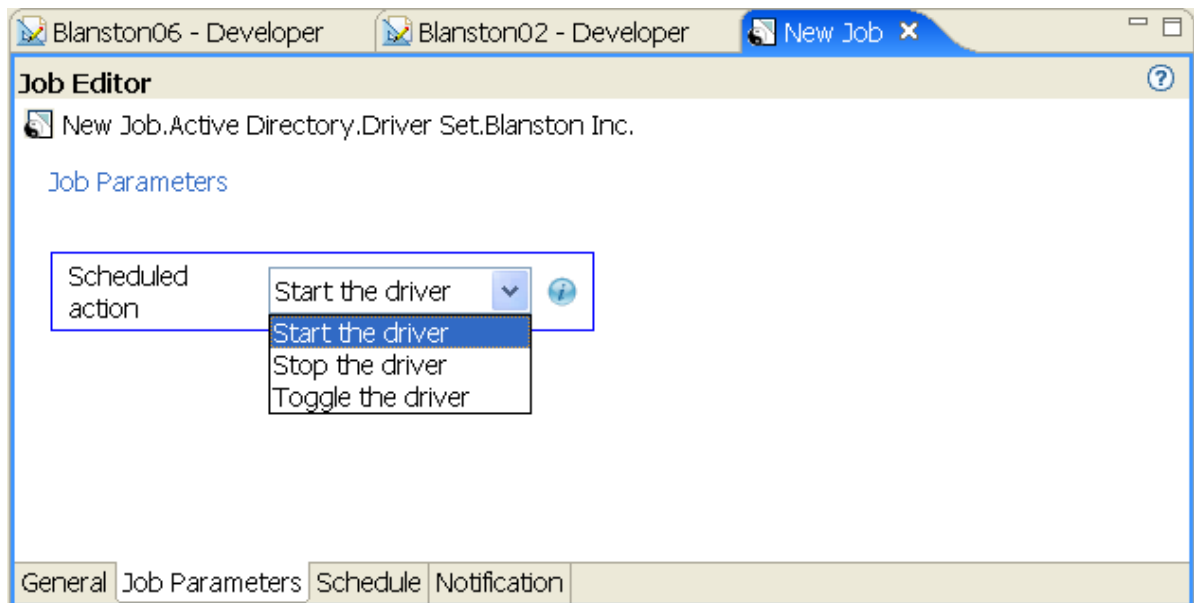 Blanston06 - Developer Blanston02 - Developer New Job
Job Editor
New Job.Active Directory.Driver Set.Blanston Inc.
Job Parameters
Scheduled
action
Start the driver
Start the driver
Stop the driver
Toggle the driver
General Job Parameters Schedule Notification